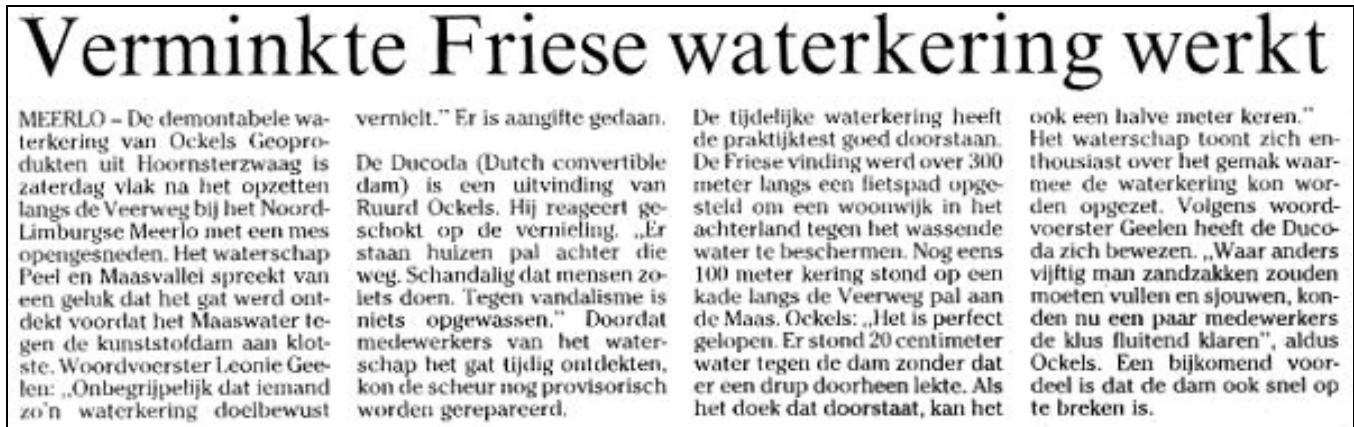 Verminkte Friese waterkering werkt
MEERLO – De demontabele wa-
terkering van Ockels Geopro-
dukten uit Hoornsterzwaag is
zaterdag vlak na het opzetten
langs de Veerweg bij het Noord-
Limburgse Meerlo met een mes
opengesneden. Het waterschap
Peel en Maasvallei spreekt van
een geluk dat het gat werd ont-
dekt voordat het Maaswater te-
gen de kunststofdam aan klot-
ste. Woordvoerster Leonie Gee-
len: „Onbegrijpelijk dat iemand
zo'n waterkering doelbewust
vernielt." Er is aangifte gedaan.
De Ducoda (Dutch convertible
dam) is een uitvinding van
Ruurd Ockels. Hij reageert ge-
schokt op de vernieling. „Er
staan huizen pal achter die
weg. Schandalig dat mensen zo-
iets doen. Tegen vandalisme is
niets opgewassen." Doordat
medewerkers van het water-
schap het gat tijdig ontdekten,
kon de scheur nog provisorisch
worden gerepareerd.
De tijdelijke waterkering heeft
de praktijktest goed doorstaan.
De Friese vinding werd over 300
meter langs een fietspad opge-
steld om een woonwijk in het
achterland tegen het wassende
water te beschermen. Nog eens
100 meter kering stond op een
kade langs de Veerweg pal aan
de Maas. Ockels: „Het is perfect
gelopen. Er stond 20 centimeter
water tegen de dam zonder dat
er een drup doorheen lekte. Als
het doek dat doorstaat, kan het
ook een halve meter keren."
Het waterschap toont zich en-
thousiast over het gemak waar-
mee de waterkering kon wor-
den opgezet. Volgens woord-
voerster Geelen heeft de Duco-
da zich bewezen. „Waar anders
vijftig man zandzakken zouden
moeten vullen en sjouwen, kon-
den nu een paar medewerkers
de klus fluitend klaren", aldus
Ockels. Een bijkomend voor-
deel is dat de dam ook snel op
te breken is.